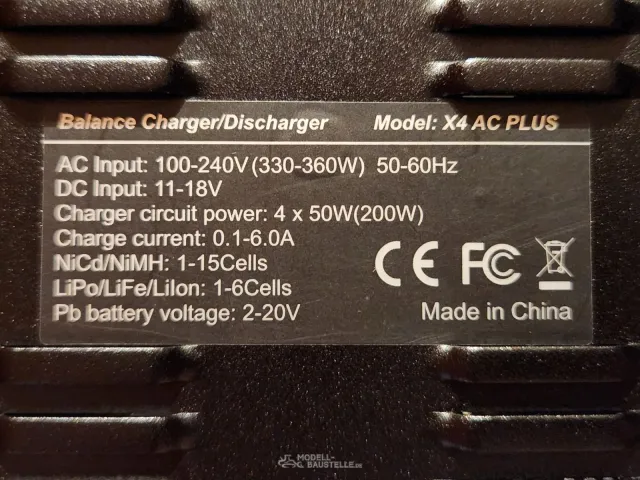 Balance Charger/Discharger Model: X4 AC PLUS
AC Input: 100-240V(330-360W) 50-60Hz
DC Input: 11-18V
Charger circuit power: 4 x 50W(200W)
Charge current: 0.1-6.0A
NiCd/NiMH: 1-15Cells
LiPo/LiFe/LiIon: 1-6Cells
Pb battery voltage: 2-20V
CE FC
Made in China
MODELL-
BAUSTELLE.DE